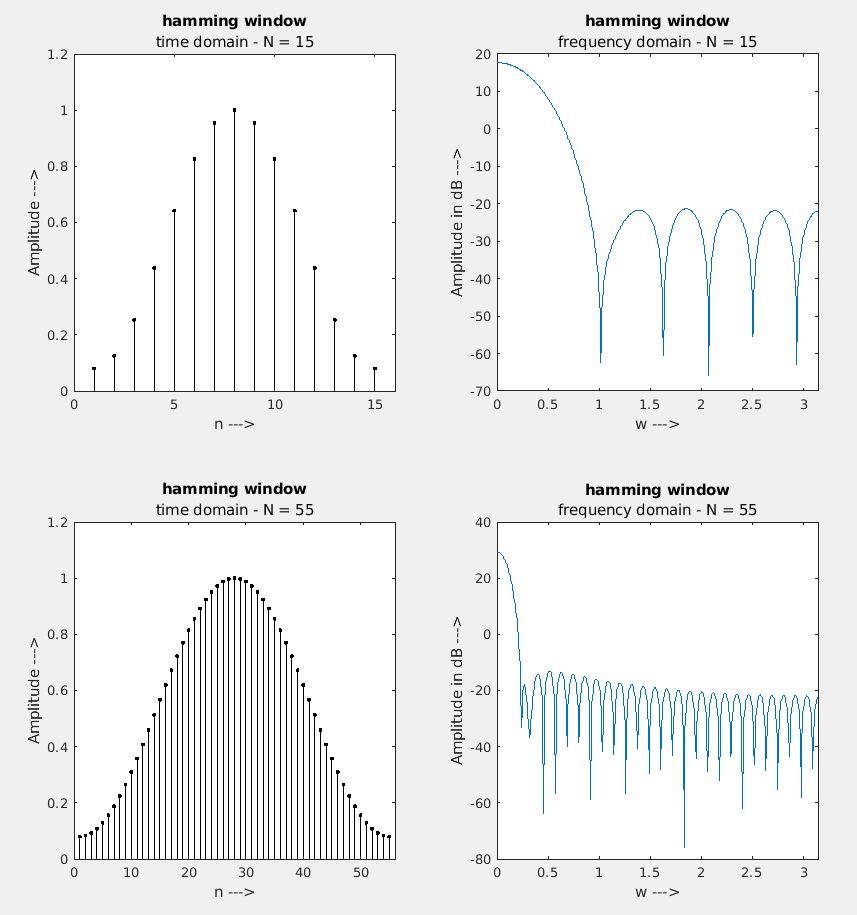 hamming window
time domain - N = 15
1.2
1
0.8
0.6
0.4
0.2
0
Amplitude --->
0 5 10 15
n --->
hamming window
frequency domain - N = 15
20
10
0
-10
-20
-30
-40
-50
-60
-70
Amplitude in dB --->
0 0.5 1 1.5 2 2.5 3
w --->
hamming window
time domain - N = 55
1.2
1
0.8
0.6
0.4
0.2
0
Amplitude --->
0 10 20 30 40 50
n --->
hamming window
frequency domain - N = 55
40
20
0
-20
-40
-60
-80
Amplitude in dB --->
0 0.5 1 1.5 2 2.5 3
w --->